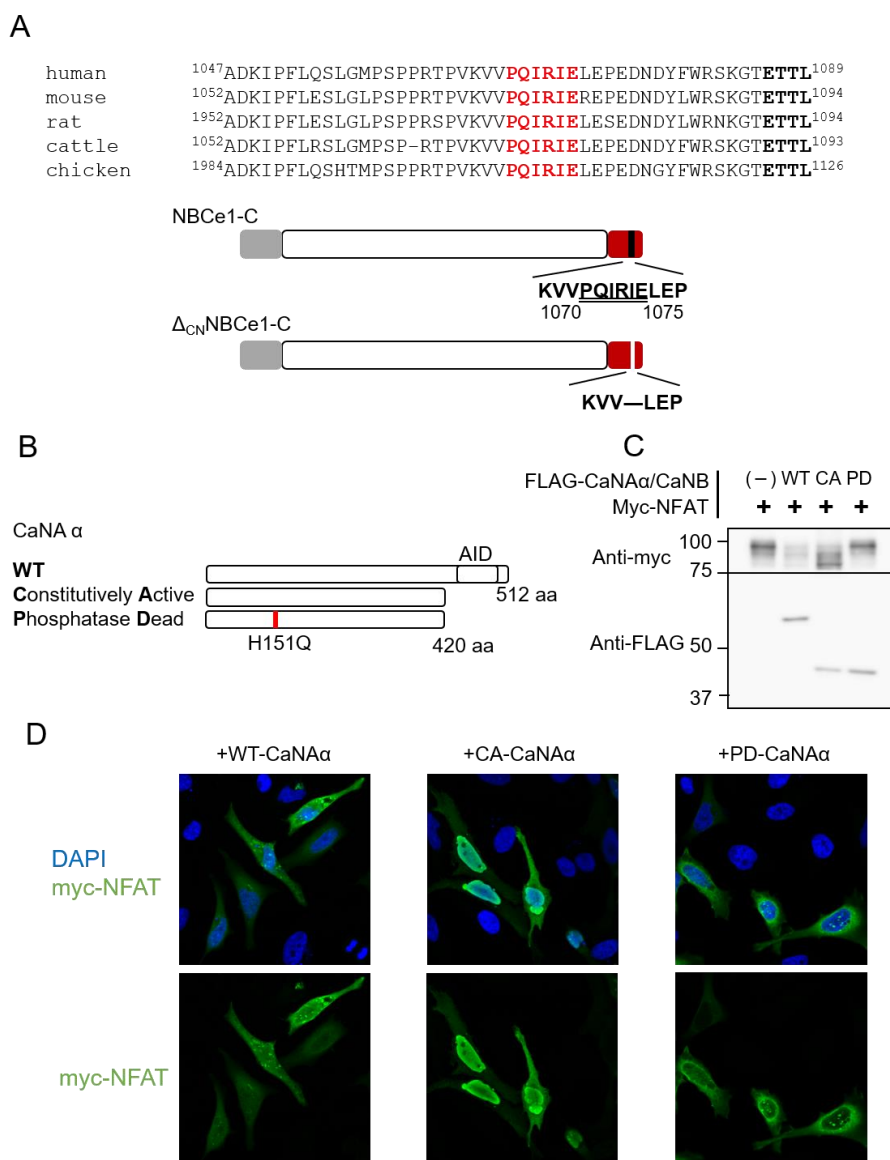 A
human 1047ADKIPFLQSLGMPSPPRTPVKVVPQIRIELEPEDNDYFWRSKGTETTL1089
mouse 1052ADKIPFLESLGLPSPPRTPVKVVPQIRIEREPEDNDYLWRSKGTETTL1094
rat 1952ADKIPFLESLGLPSPPRSPVKVVPQIRIELESEDNDYLWRNKGTETTL1094
cattle 1052ADKIPFLRSLGMPSP-RTPVKVVPQIRIELEPEDNDYFWRSKGTETTL1093
chicken 1984ADKIPFLQSHTMPSPPRTPVKVVPQIRIELEPEDNGYFWRSKGTETTL1126
NBCe1-C
KVVPQIRIELEP
1070 1075
ΔCNNBCe1-C
KVV—LEP
B
CaNA α
AID
WT
512 aa
Constitutively Active
Phosphatase Dead
H151Q
420 aa
C
(−) WT CA PD
FLAG-CaNAα/CaNB
Myc-NFAT + + + +
Anti-myc
100
75
Anti-FLAG
50
37
D
+WT-CaNAα +CA-CaNAα +PD-CaNAα
DAPI
myc-NFAT
myc-NFAT